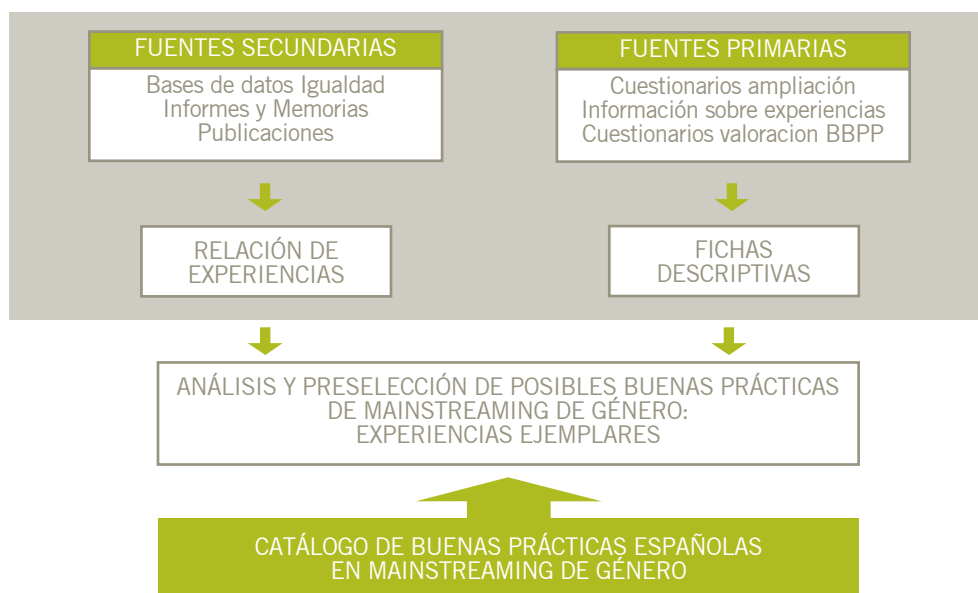 FUENTES SECUNDARIAS
Bases de datos Igualdad
Informes y Memorias
Publicaciones
FUENTES PRIMARIAS
Cuestionarios ampliación
Información sobre experiencias
Cuestionarios valoracion BBPP
RELACIÓN DE
EXPERIENCIAS
FICHAS
DESCRIPTIVAS
ANÁLISIS Y PRESELECCIÓN DE POSIBLES BUENAS PRÁCTICAS
DE MAINSTREAMING DE GÉNERO:
EXPERIENCIAS EJEMPLARES
CATÁLOGO DE BUENAS PRÁCTICAS ESPAÑOLAS
EN MAINSTREAMING DE GÉNERO